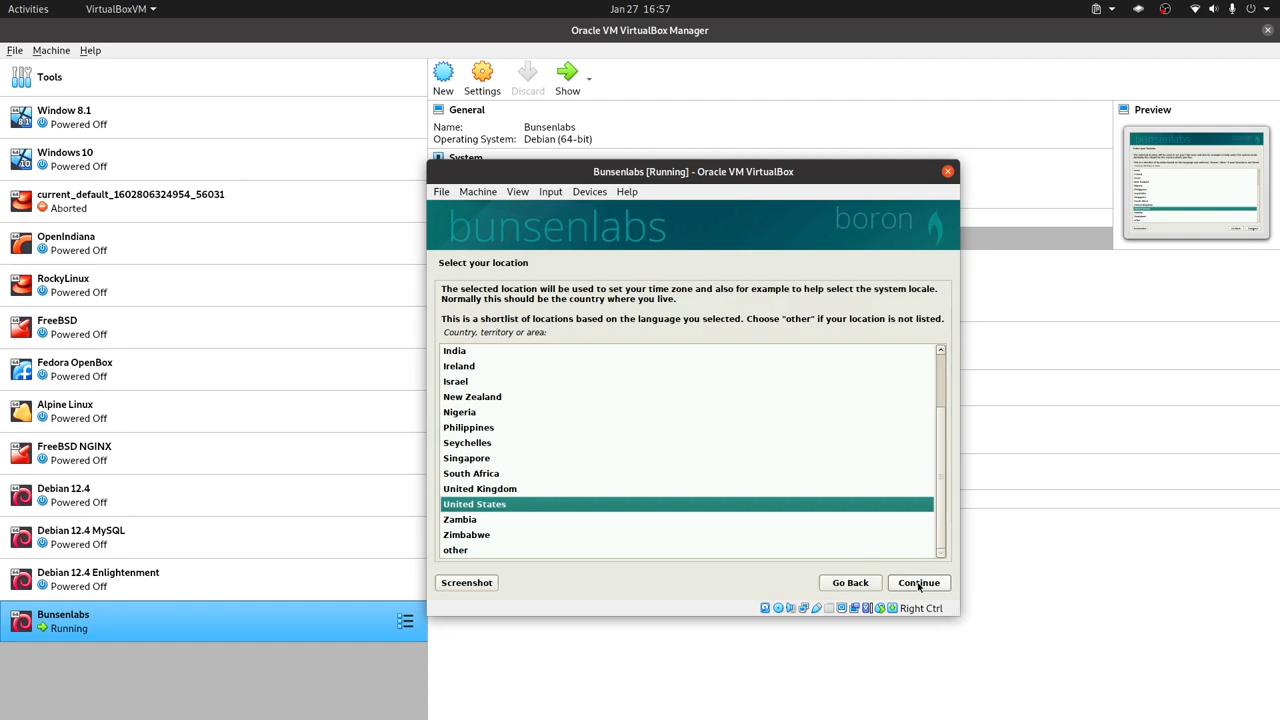 Activities
VirtualBoxVM
Jan 27 16:57
Oracle VM VirtualBox Manager
File Machine Help
Tools
New Settings Discard Show
Window 8.1
Powered Off
Windows 10
Powered Off
current_default_1602806324954_56031
Aborted
OpenIndiana
Powered Off
RockyLinux
Powered Off
FreeBSD
Powered Off
Fedora OpenBox
Powered Off
Alpine Linux
Powered Off
FreeBSD NGINX
Powered Off
Debian 12.4
Powered Off
Debian 12.4 MySQL
Powered Off
Debian 12.4 Enlightenment
Powered Off
Bunsenlabs
Running
General
Name: Bunsenlabs
Operating System: Debian (64-bit)
System
Preview
Bunsenlabs [Running] - Oracle VM VirtualBox
File Machine View Input Devices Help
bunsenlabs boron
Select your location
The selected location will be used to set your time zone and also for example to help select the system locale.
Normally this should be the country where you live.
This is a shortlist of locations based on the language you selected. Choose "other" if your location is not listed.
Country, territory or area:
India
Ireland
Israel
New Zealand
Nigeria
Philippines
Seychelles
Singapore
South Africa
United Kingdom
United States
Zambia
Zimbabwe
other
Screenshot
Go Back
Continue
Right Ctrl